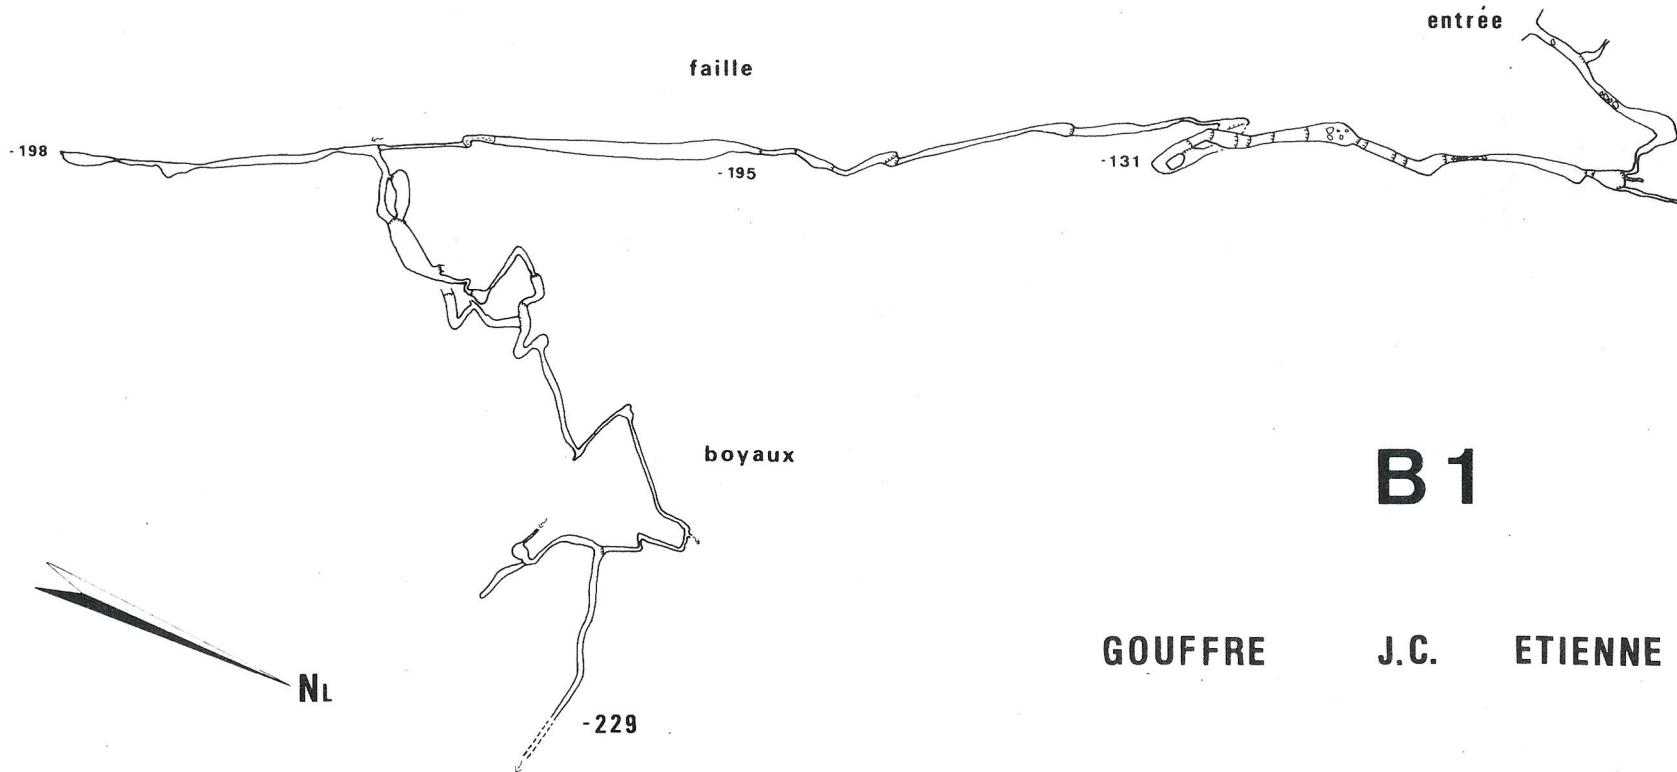 entrée
faille
-198
-195
-131
boyaux
B1
GOUFFRE J.C. ETIENNE
NL
-229